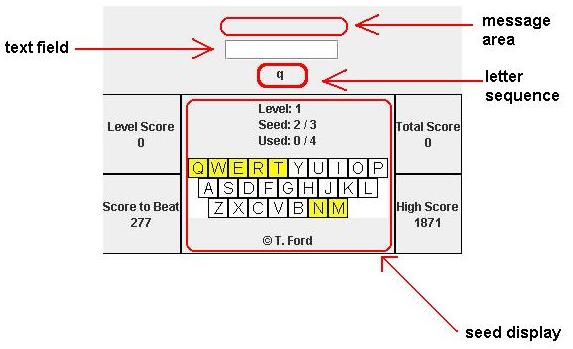 message
area
text field
q
letter
sequence
Level: 1
Seed: 2 / 3
Used: 0 / 4
Level Score
0
Total Score
0
Q W E R T Y U I O P
A S D F G H J K L
Z X C V B N M
Score to Beat
277
High Score
1871
© T. Ford
seed display